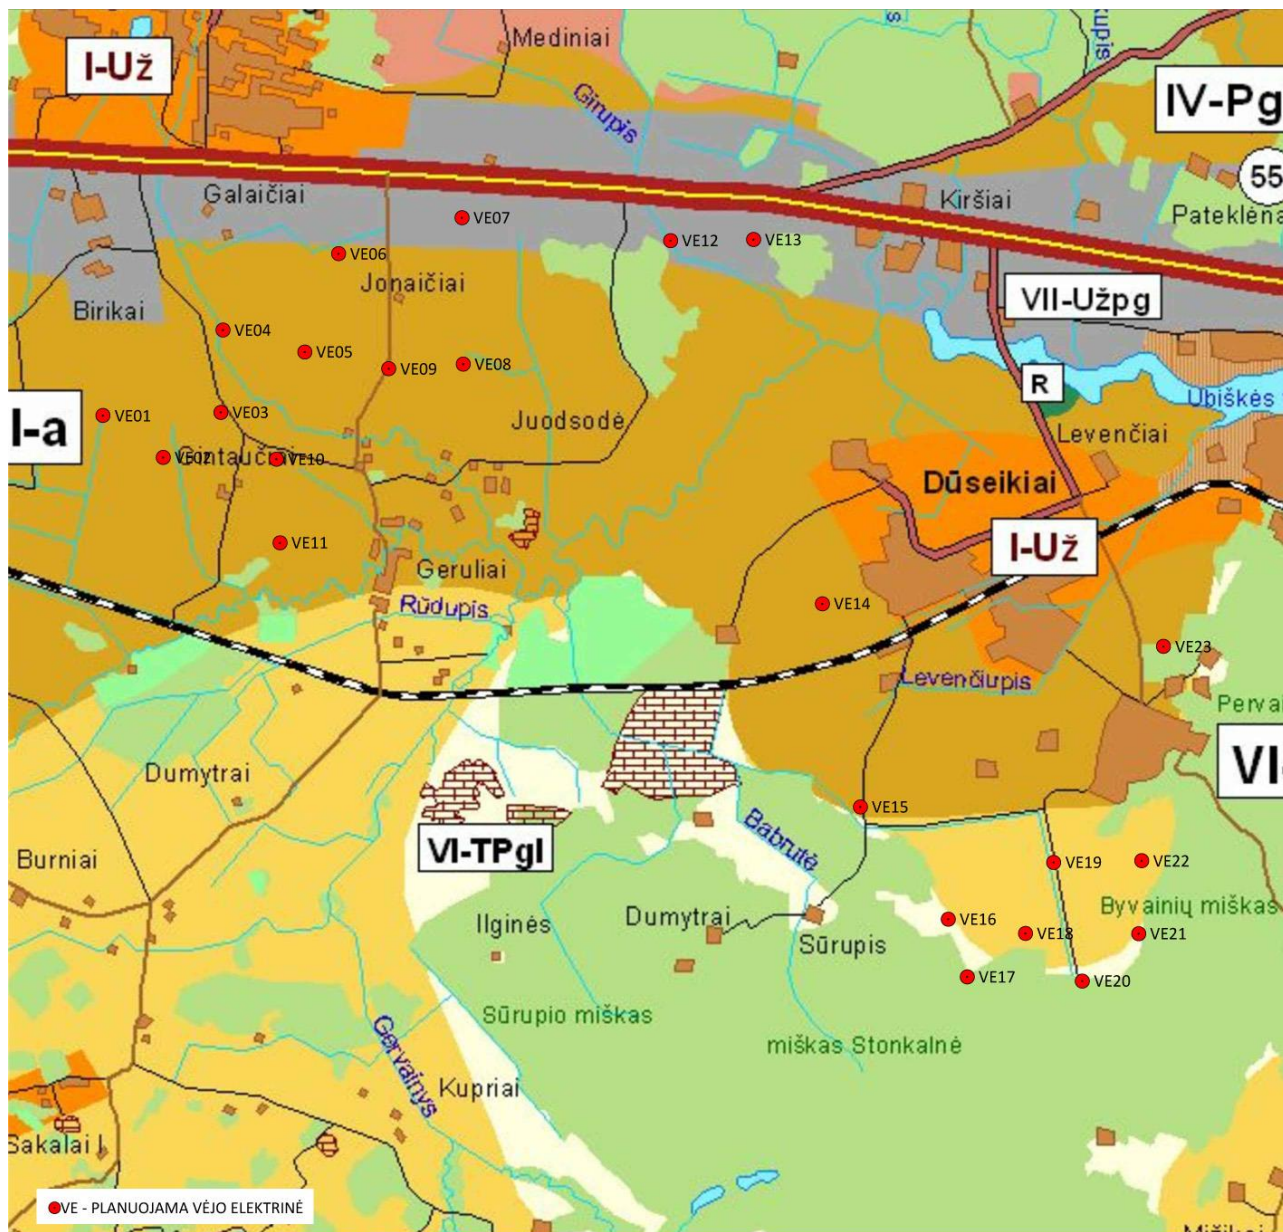 Mediniai
I-Už
Girupis
IV-Pg
55
Galaičiai
Kiršiai
Pateklėna
VE07
VE12
VE13
VE06
Jonaičiai
VII-Užpg
Birikai
VE04
VE05
VE09
VE08
R
Ubiškės
I-a
VE01
VE03
Juodsodė
Levenčiai
VE02
VE10
Dūseikiai
VE11
I-Už
Geruliai
Rūdupis
VE14
VE23
Levenčiupis
Dumytrai
VE15
Babrutė
VI-TPgl
Burniai
VE19
VE22
Byvainių miškas
Ilginės
Dumytrai
VE16
VE18
VE21
Sūrupis
VE17
VE20
Sūrupio miškas
miškas Stonkalnė
Gervainys
Kupriai
Sakalai I
VE - PLANUOJAMA VĖJO ELEKTRINĖ